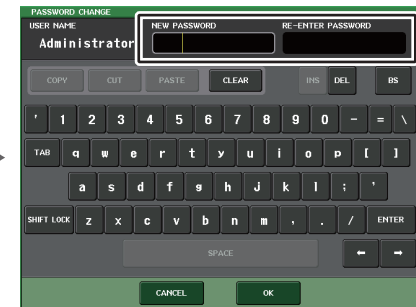 PASSWORD CHANGE
USER NAME NEW PASSWORD RE-ENTER PASSWORD
Administrator
COPY CUT PASTE CLEAR INS DEL BS
' 1 2 3 4 5 6 7 8 9 0 - = \
TAB q w e r t y u i o p [ ]
a s d f g h j k l ; '
SHIFT LOCK z x c v b n m , . / ENTER
SPACE ← →
CANCEL OK